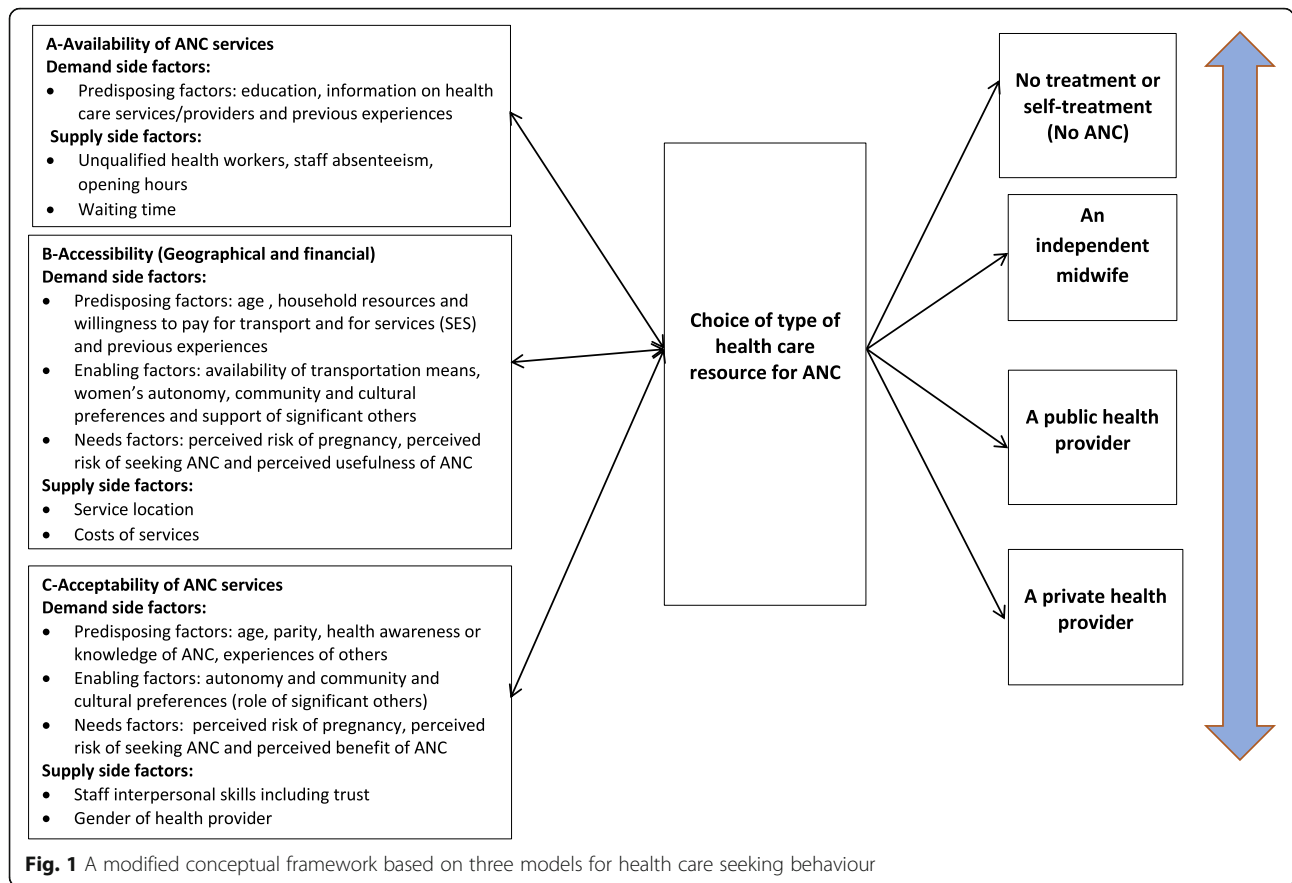 A-Availability of ANC services
Demand side factors:
• Predisposing factors: education, information on health
care services/providers and previous experiences
Supply side factors:
• Unqualified health workers, staff absenteeism,
opening hours
• Waiting time
B-Accessibility (Geographical and financial)
Demand side factors:
• Predisposing factors: age , household resources and
willingness to pay for transport and for services (SES)
and previous experiences
• Enabling factors: availability of transportation means,
women’s autonomy, community and cultural
preferences and support of significant others
• Needs factors: perceived risk of pregnancy, perceived
risk of seeking ANC and perceived usefulness of ANC
Supply side factors:
• Service location
• Costs of services
C-Acceptability of ANC services
Demand side factors:
• Predisposing factors: age, parity, health awareness or
knowledge of ANC, experiences of others
• Enabling factors: autonomy and community and
cultural preferences (role of significant others)
• Needs factors: perceived risk of pregnancy, perceived
risk of seeking ANC and perceived benefit of ANC
Supply side factors:
• Staff interpersonal skills including trust
• Gender of health provider
Choice of type of
health care
resource for ANC
No treatment or
self-treatment
(No ANC)
An
independent
midwife
A public health
provider
A private health
provider
Fig. 1 A modified conceptual framework based on three models for health care seeking behaviour